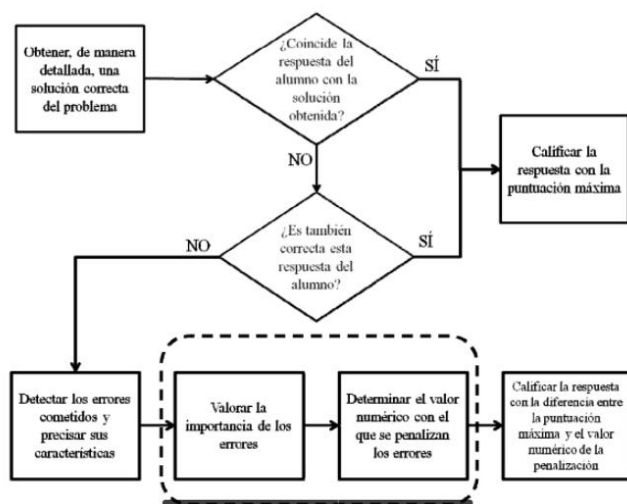 Obtener, de manera
detallada, una
solución correcta
del problema
¿Coincide la
respuesta del
alumno con la
solución
obtenida?
SÍ
NO
Calificar la
respuesta con la
puntuación máxima
¿Es también
correcta esta
respuesta del
alumno?
SÍ
NO
Detectar los errores
cometidos y
precisar sus
características
Valorar la
importancia de los
errores
Determinar el valor
numérico con el
que se penalizan
los errores
Calificar la respuesta
con la diferencia entre
la puntuación
máxima y el valor
numérico de la
penalización